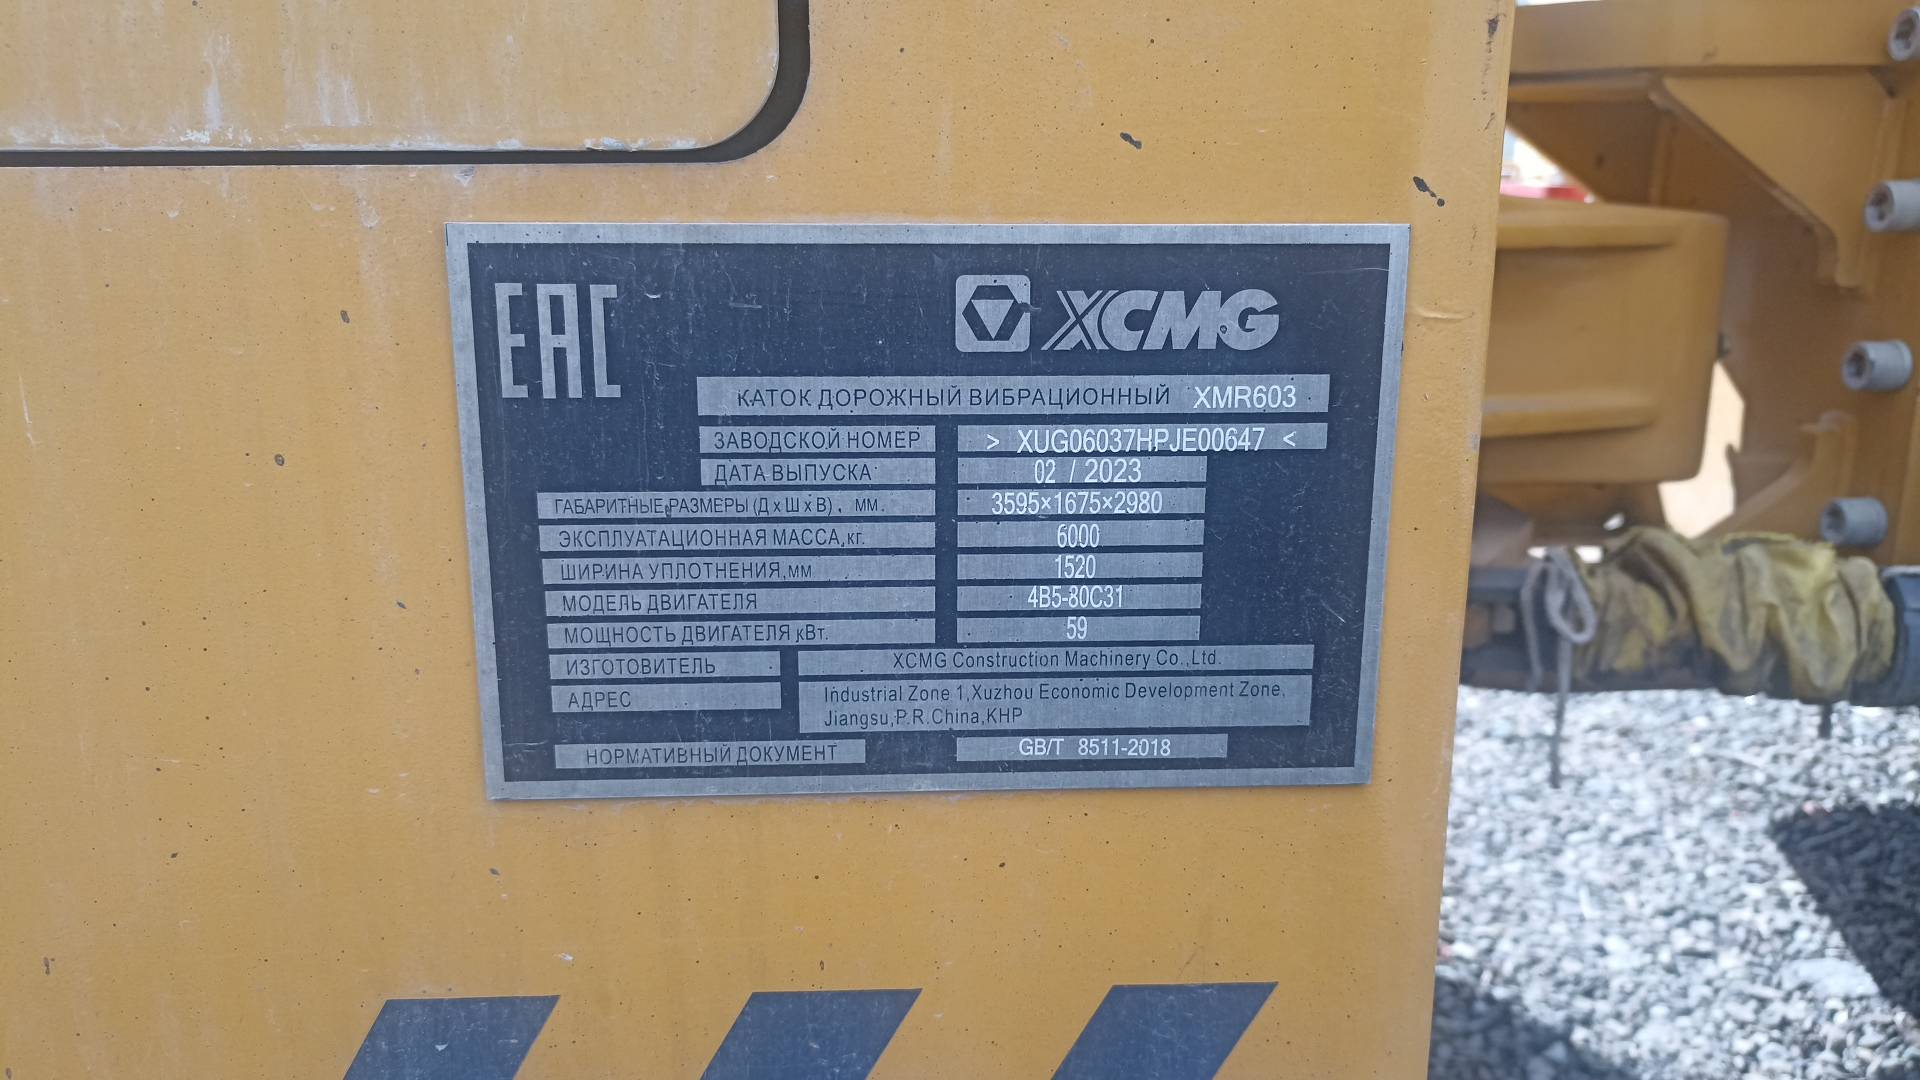 EAC
XCMG
КАТОК ДОРОЖНЫЙ ВИБРАЦИОННЫЙ XMR603
ЗАВОДСКОЙ НОМЕР > XUG06037HPJE00647 <
ДАТА ВЫПУСКА 02 / 2023
ГАБАРИТНЫЕ РАЗМЕРЫ (Д х Ш х В) , ММ. 3595×1675×2980
ЭКСПЛУАТАЦИОННАЯ МАССА,кг. 6000
ШИРИНА УПЛОТНЕНИЯ,мм 1520
МОДЕЛЬ ДВИГАТЕЛЯ 4B5-80C31
МОЩНОСТЬ ДВИГАТЕЛЯ,кВт. 59
ИЗГОТОВИТЕЛЬ XCMG Construction Machinery Co.,Ltd.
АДРЕС Industrial Zone 1,Xuzhou Economic Development Zone,
Jiangsu,P.R.China,KHP
НОРМАТИВНЫЙ ДОКУМЕНТ GB/T 8511-2018